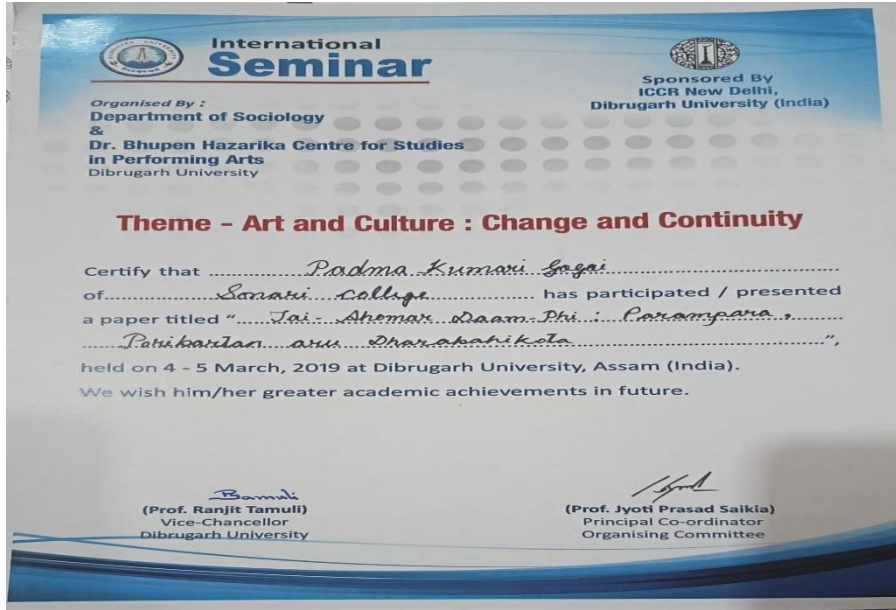 International
Seminar
Sponsored By
ICCR New Delhi,
Dibrugarh University (India)
Organised By :
Department of Sociology
&
Dr. Bhupen Hazarika Centre for Studies
in Performing Arts
Dibrugarh University
Theme - Art and Culture : Change and Continuity
Certify that Padma Kumari Gogoi
of Sonari College has participated / presented
a paper titled “ Tai - Ahomar Daam - Phi : Parampara,
Paribartan aru Dharabahikota ”,
held on 4 - 5 March, 2019 at Dibrugarh University, Assam (India).
We wish him/her greater academic achievements in future.
(Prof. Ranjit Tamuli)
Vice-Chancellor
Dibrugarh University
(Prof. Jyoti Prasad Saikia)
Principal Co-ordinator
Organising Committee